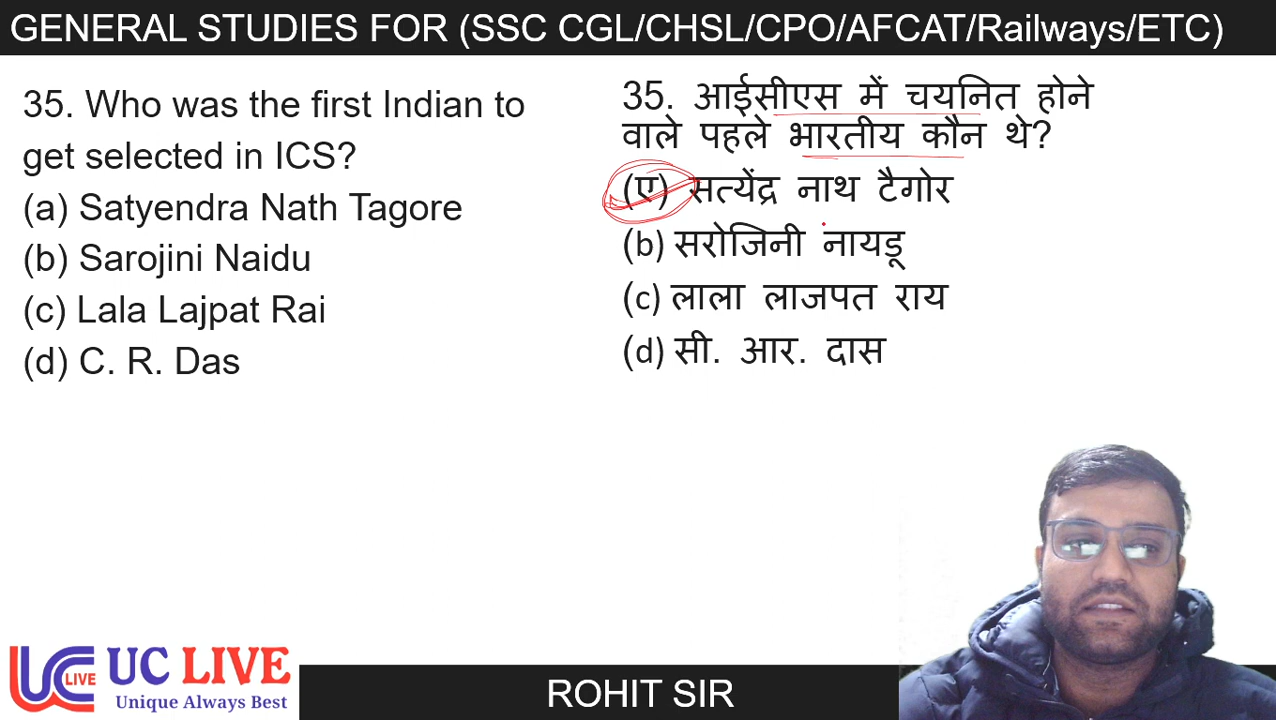 GENERAL STUDIES FOR (SSC CGL/CHSL/CPO/AFCAT/Railways/ETC)
35. Who was the first Indian to
get selected in ICS?
(a) Satyendra Nath Tagore
(b) Sarojini Naidu
(c) Lala Lajpat Rai
(d) C. R. Das
35. आईसीएस में चयनित होने
वाले पहले भारतीय कौन थे?
(ए) सत्येंद्र नाथ टैगोर
(b) सरोजिनी नायडू
(c) लाला लाजपत राय
(d) सी. आर. दास
LIVE
UC LIVE
Unique Always Best
ROHIT SIR